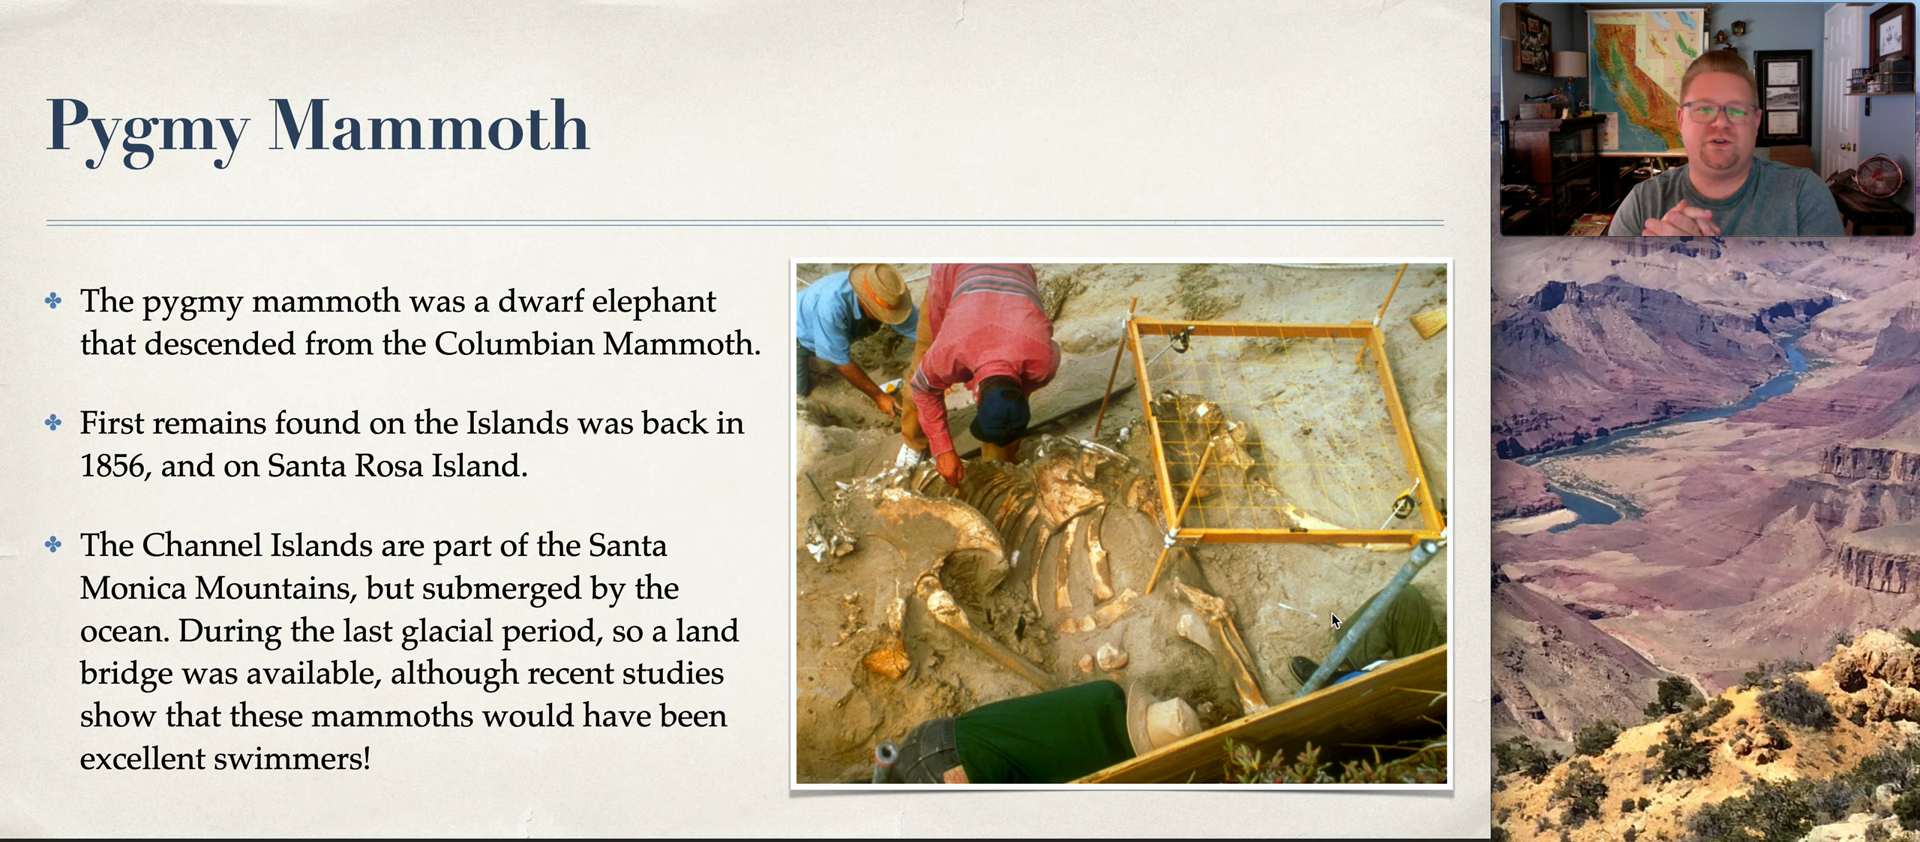 Pygmy Mammoth
The pygmy mammoth was a dwarf elephant
that descended from the Columbian Mammoth.
First remains found on the Islands was back in
1856, and on Santa Rosa Island.
The Channel Islands are part of the Santa
Monica Mountains, but submerged by the
ocean. During the last glacial period, so a land
bridge was available, although recent studies
show that these mammoths would have been
excellent swimmers!